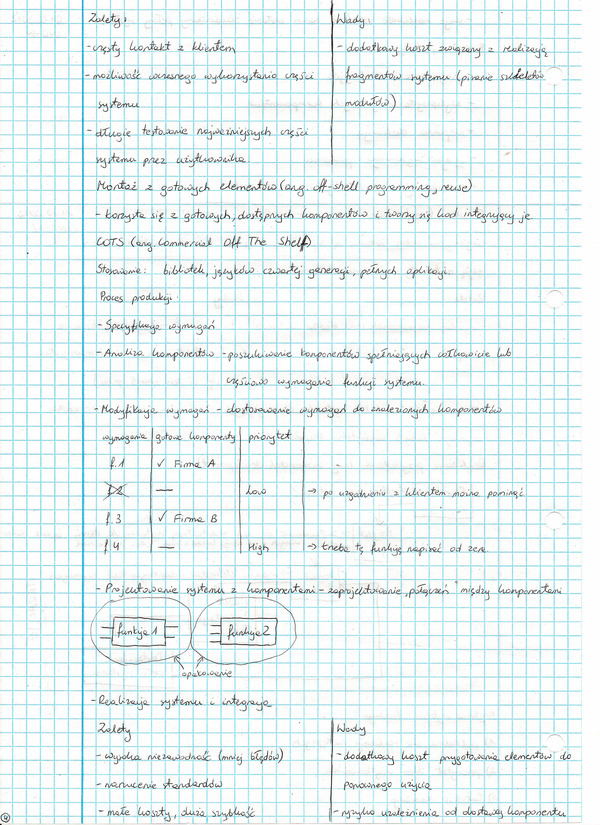 Zalety:
- częsty kontakt z klientem
- możliwość wczesnego wykorzystania części
systemu
- długie testowanie najważniejszych części
systemu przez użytkownika
Wady:
- dodatkowy koszt związany z realizacją
fragmentów systemu (pisanie szkieletów
modułów)
Montaż z gotowych elementów (ang. off-shell programming, reuse)
- korzysta się z gotowych, dostępnych komponentów i tworzy się kod integrujący je
COTS (ang. Commercial Off The Shelf)
Stosowanie: bibliotek, języków czwartej generacji, pełnych aplikacji
Proces produkcji:
- Specyfikacja wymagań
- Analiza komponentów - poszukiwanie komponentów spełniających całkowicie lub
częściowo wymagania funkcji systemu.
- Modyfikacja wymagań - dostosowanie wymagań do znalezionych komponentów
wymagania gotowe komponenty priorytet
f.1 ✓ Firma A -
f.2 — Low → po uzgodnieniu z klientem można pominąć
f.3 ✓ Firma B
f.4 — High → trzeba tę funkcję napisać od zera
- Projektowanie systemu z komponentami - zaprojektowanie „połączeń" między komponentami
funkcja 1 funkcja 2
opakowanie
- Realizacja systemu i integracja
Zalety
- wysoka niezawodność (mniej błędów)
- narzucenie standardów
- małe koszty, duża szybkość
Wady
- dodatkowy koszt przygotowania elementów do
ponownego użycia
- ryzyko uzależnienia od dostawcy komponentu
4